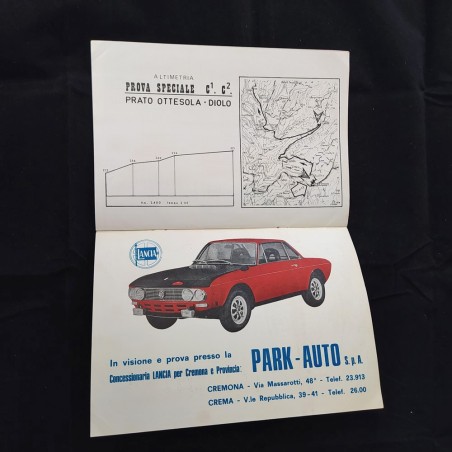 ALTIMETRIA
PROVA SPECIALE C¹. C².
PRATO OTTESOLA - DIOLO
LANCIA
In visione e prova presso la
Concessionaria LANCIA per Cremona e Provincia:
PARK - AUTO S.p.A.
CREMONA - Via Massarotti, 48ª - Telef. 23.913
CREMA - V.le Repubblica, 39-41 - Telef. 26.00